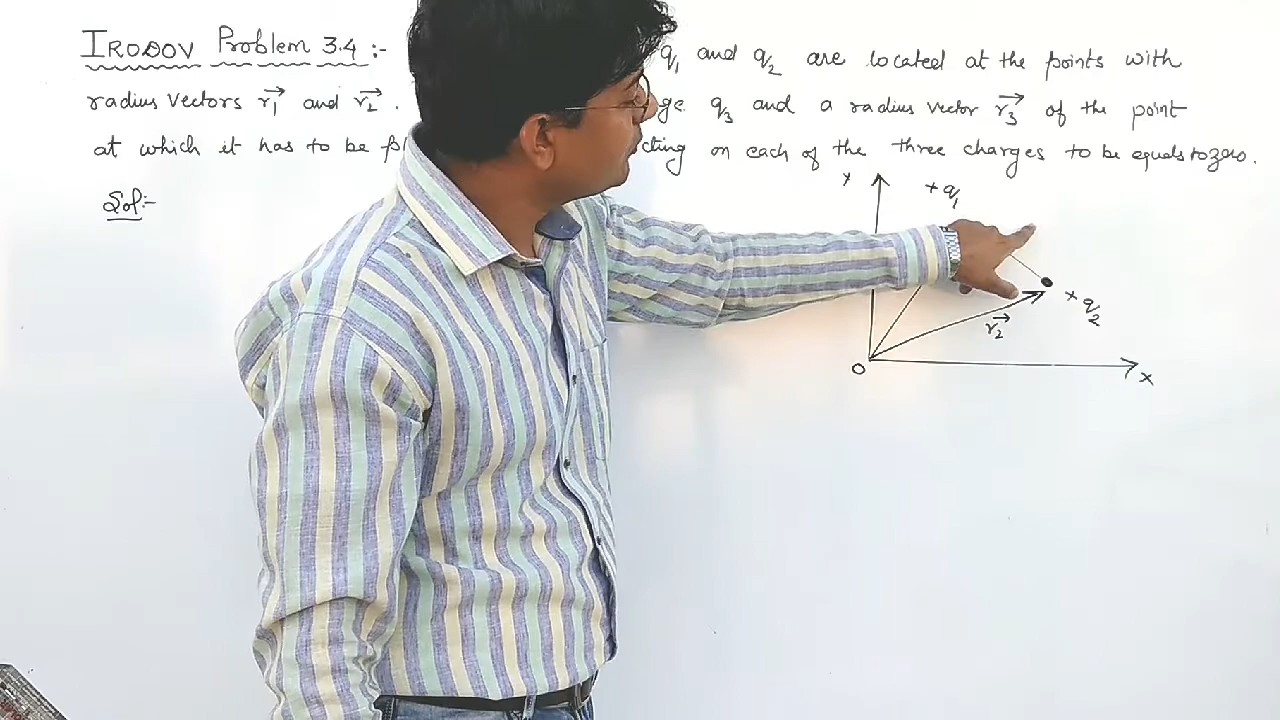 IRODOV Problem 3.4 :- q₁ and q₂ are located at the points with
radius vectors r₁⃗ and r₂⃗ . q₃ and a radius vector r₃⃗ of the point
at which it has to be on each of the three charges to be equals to zero.
Sol:-
y
+q₁
+q₂
r₂⃗
O
x